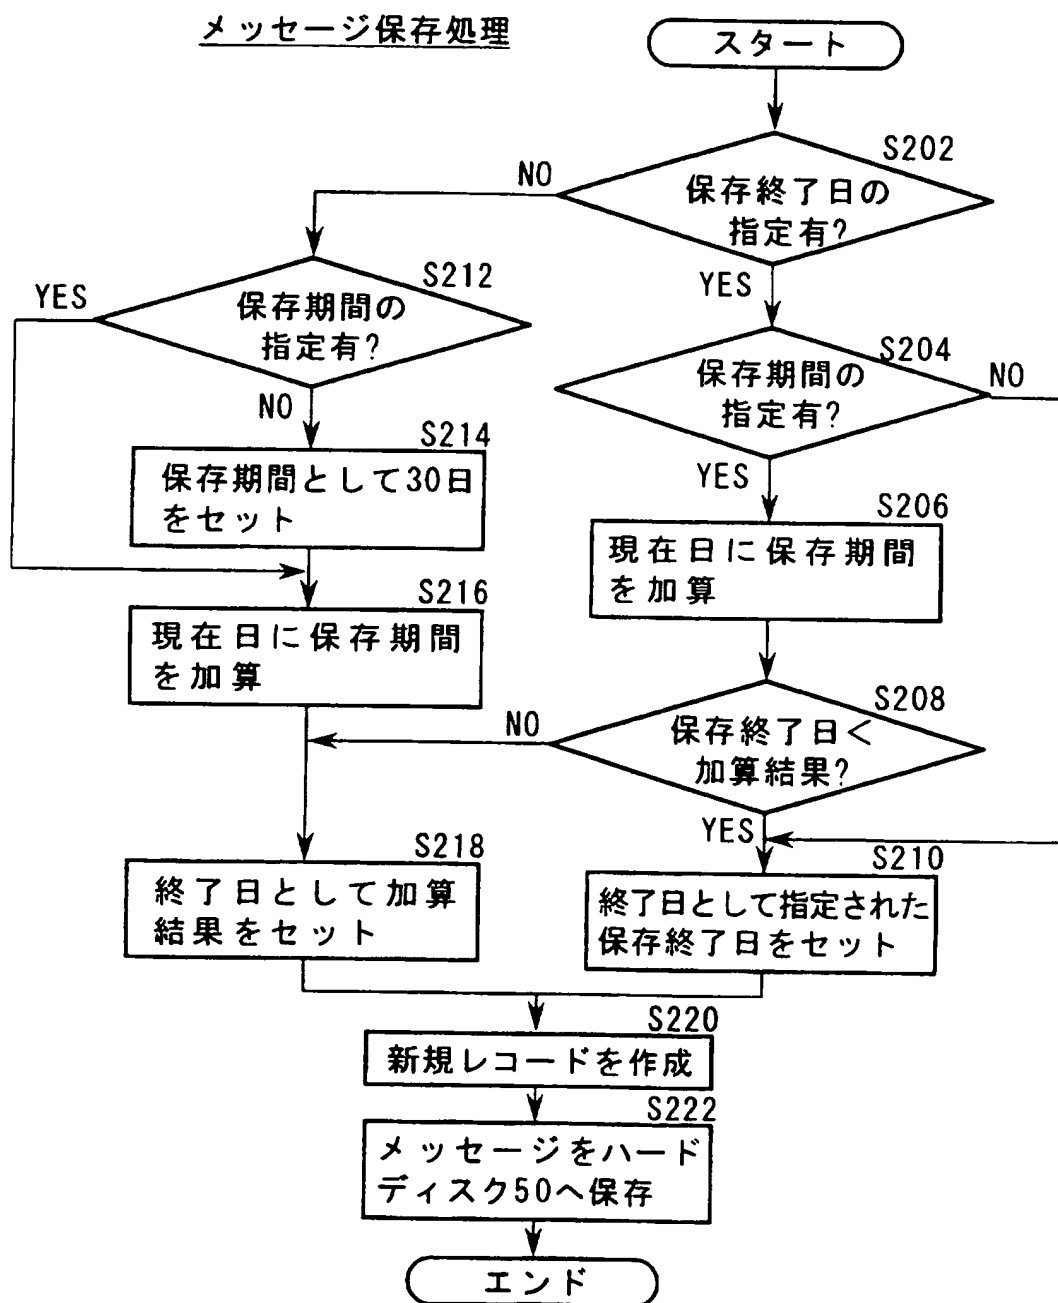 メッセージ保存処理
スタート
S202
保存終了日の
指定有?
NO
YES
S212
保存期間の
指定有?
YES
NO
S204
保存期間の
指定有?
NO
YES
S214
保存期間として30日
をセット
S206
現在日に保存期間
を加算
S216
現在日に保存期間
を加算
S208
保存終了日<
加算結果?
NO
YES
S218
終了日として加算
結果をセット
S210
終了日として指定された
保存終了日をセット
S220
新規レコードを作成
S222
メッセージをハード
ディスク50へ保存
エンド